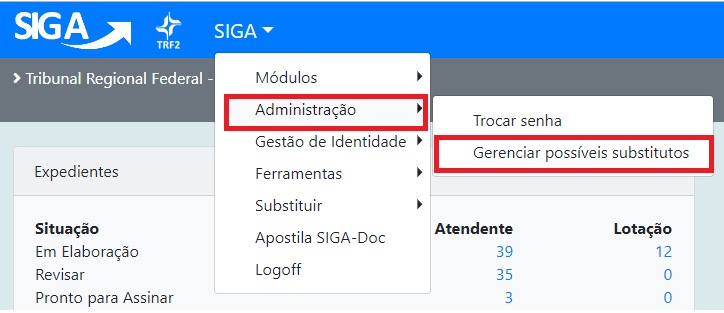 SIGA
TRF2
SIGA
Tribunal Regional Federal -
Módulos
Administração
Gestão de Identidade
Ferramentas
Substituir
Apostila SIGA-Doc
Logoff
Trocar senha
Gerenciar possíveis substitutos
Expedientes
Situação Atendente Lotação
Em Elaboração 39 12
Revisar 35 0
Pronto para Assinar 3 0